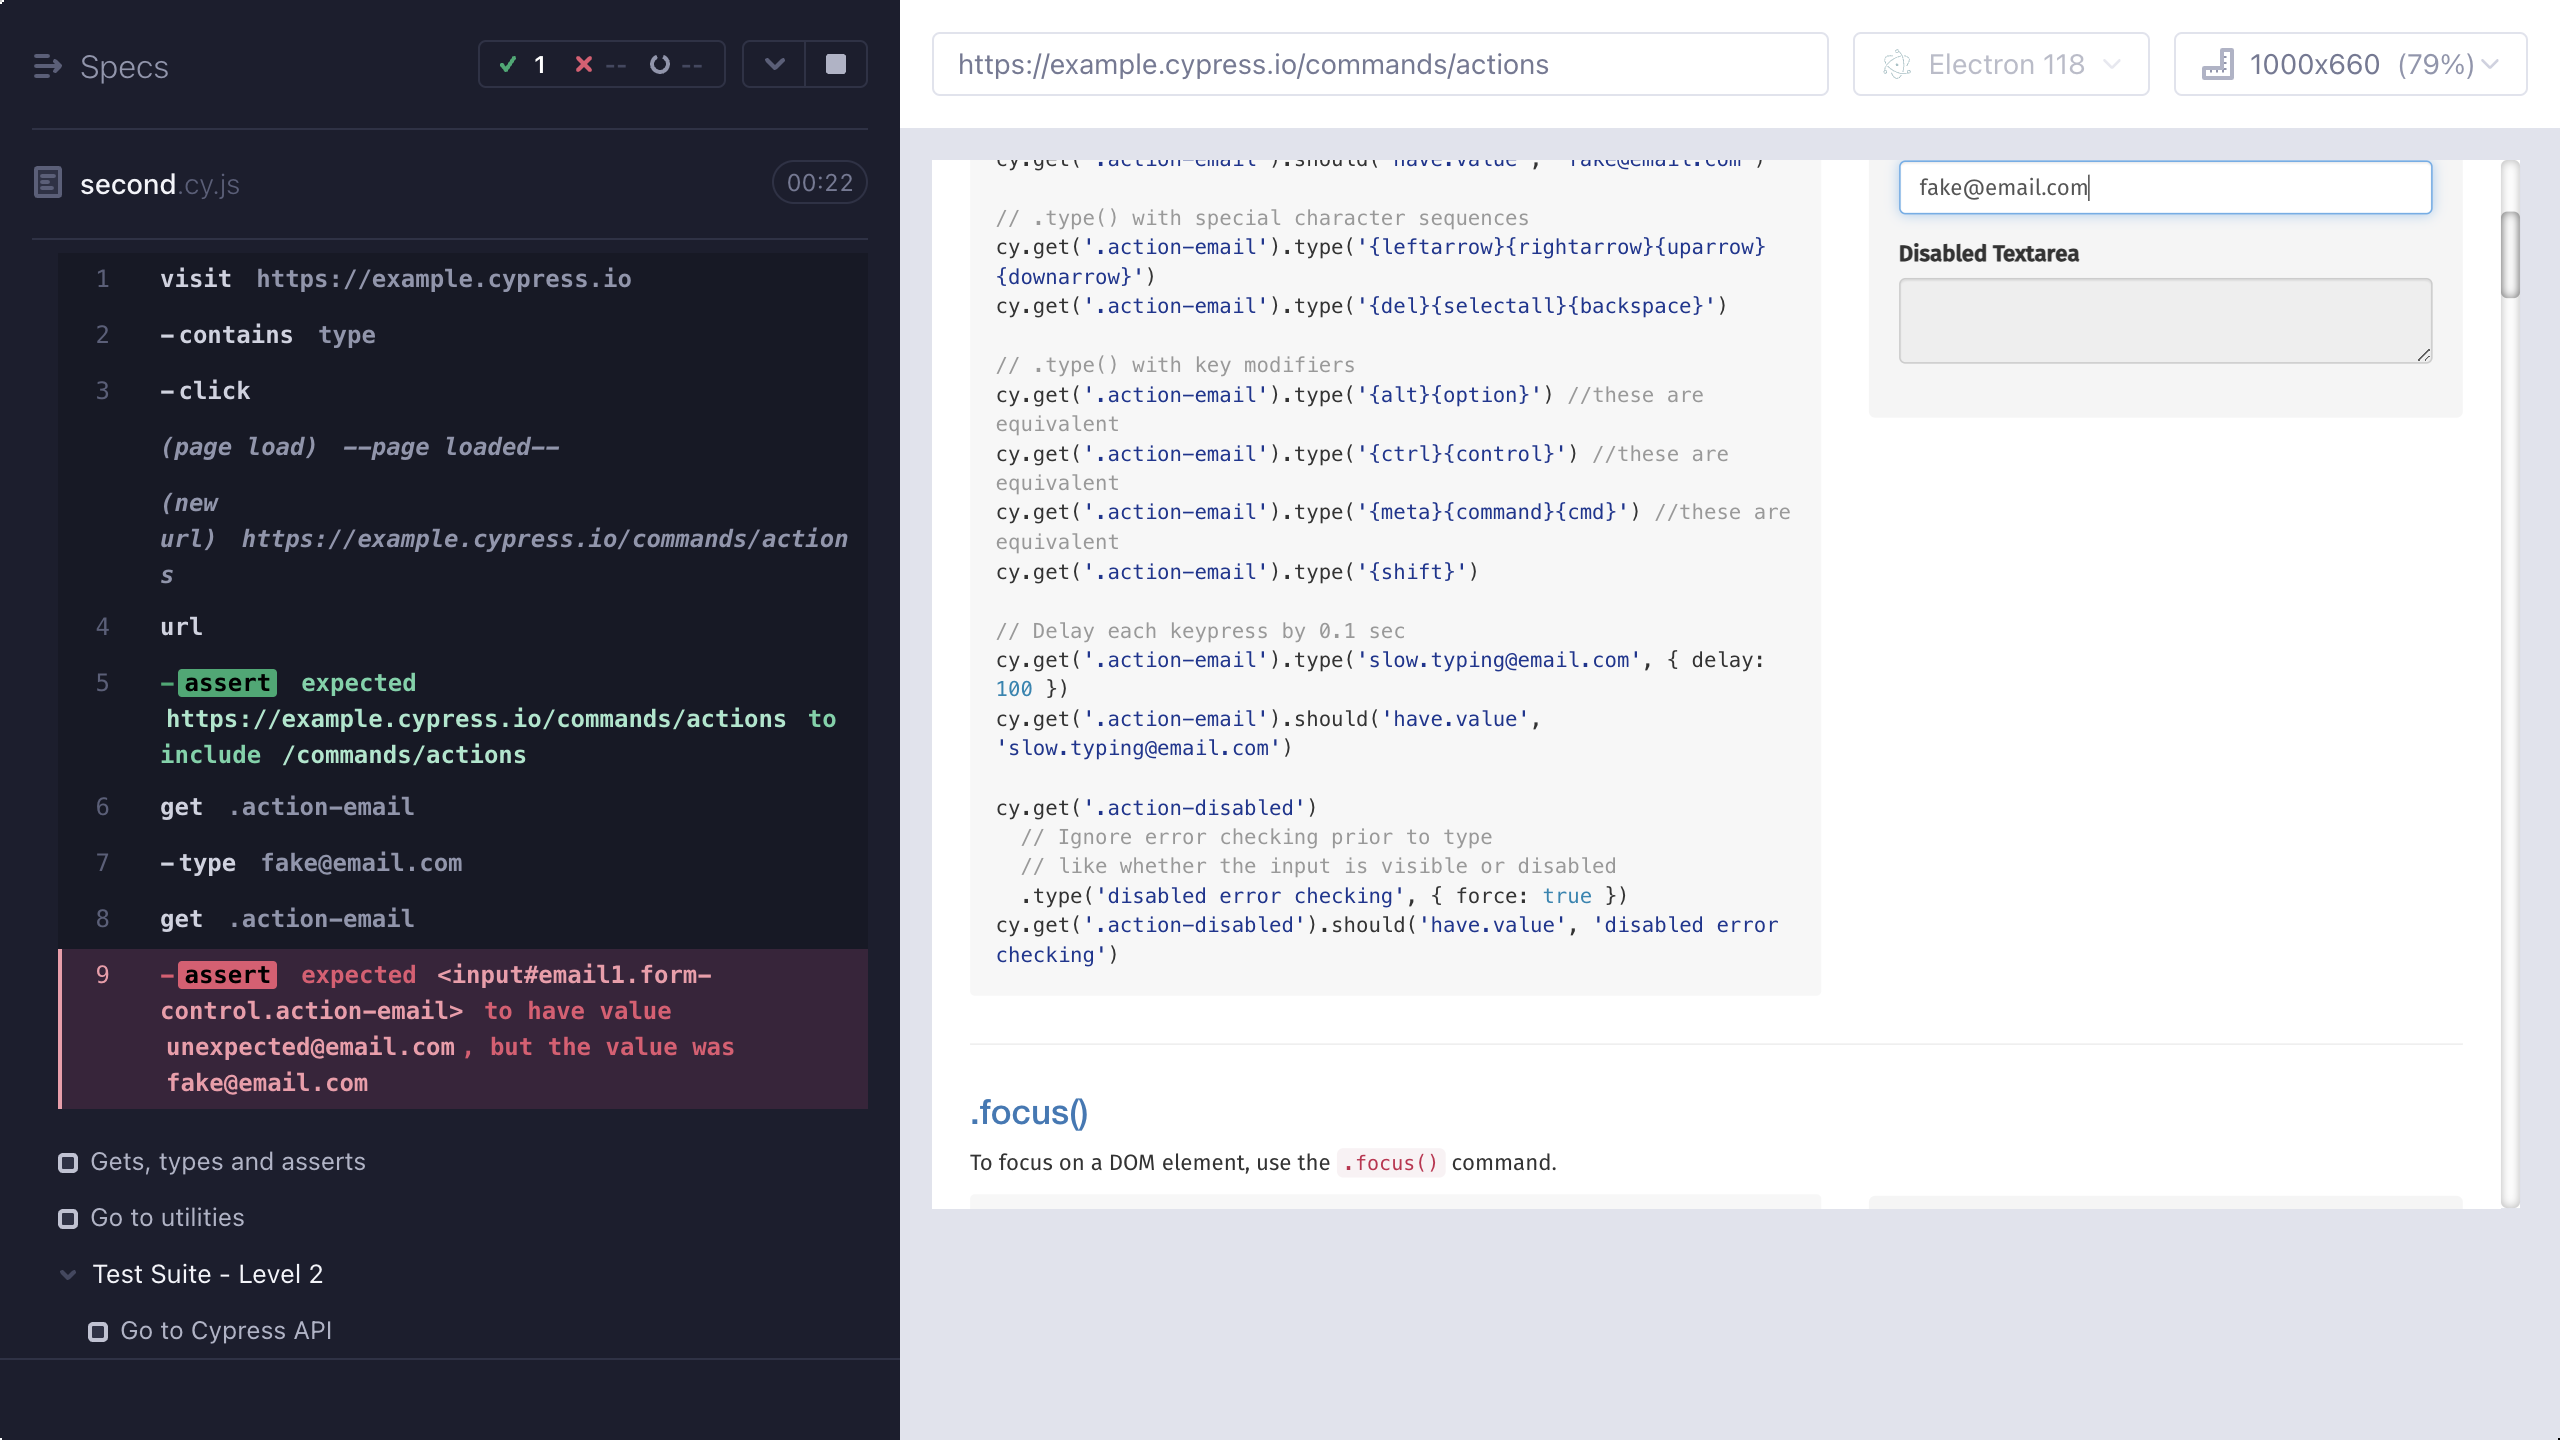 Specs
1 -- --
second.cy.js
00:22
1 visit https://example.cypress.io
2 -contains type
3 -click
(page load) --page loaded--
(new
url) https://example.cypress.io/commands/action
s
4 url
5 -assert expected
https://example.cypress.io/commands/actions to
include /commands/actions
6 get .action-email
7 -type fake@email.com
8 get .action-email
9 -assert expected <input#email1.form-
control.action-email> to have value
unexpected@email.com, but the value was
fake@email.com
Gets, types and asserts
Go to utilities
Test Suite - Level 2
Go to Cypress API
https://example.cypress.io/commands/actions
Electron 118
1000x660 (79%)
cy.get('.action-email').should('have.value', 'fake@email.com')
// .type() with special character sequences
cy.get('.action-email').type('{leftarrow}{rightarrow}{uparrow}
{downarrow}')
cy.get('.action-email').type('{del}{selectall}{backspace}')
// .type() with key modifiers
cy.get('.action-email').type('{alt}{option}') //these are
equivalent
cy.get('.action-email').type('{ctrl}{control}') //these are
equivalent
cy.get('.action-email').type('{meta}{command}{cmd}') //these are
equivalent
cy.get('.action-email').type('{shift}')
// Delay each keypress by 0.1 sec
cy.get('.action-email').type('slow.typing@email.com', { delay:
100 })
cy.get('.action-email').should('have.value',
'slow.typing@email.com')
cy.get('.action-disabled')
// Ignore error checking prior to type
// like whether the input is visible or disabled
.type('disabled error checking', { force: true })
cy.get('.action-disabled').should('have.value', 'disabled error
checking')
fake@email.com
Disabled Textarea
.focus()
To focus on a DOM element, use the .focus() command.